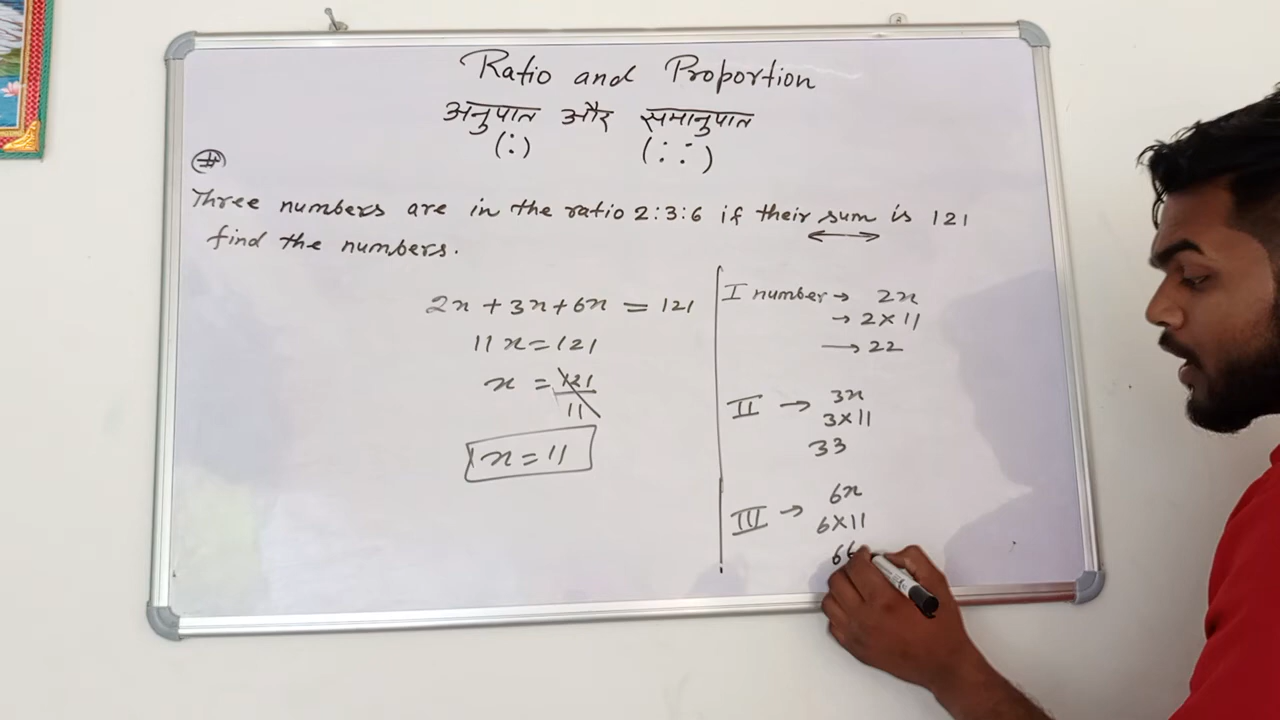 Ratio and Proportion
अनुपात और समानुपात
(:) (::)
#
Three numbers are in the ratio 2:3:6 if their sum is 121
find the numbers.
2x + 3x + 6x = 121
11x = 121
x = 121/11
x = 11
I number → 2x
→ 2×11
→ 22
II → 3x
3×11
33
III → 6x
6×11
66